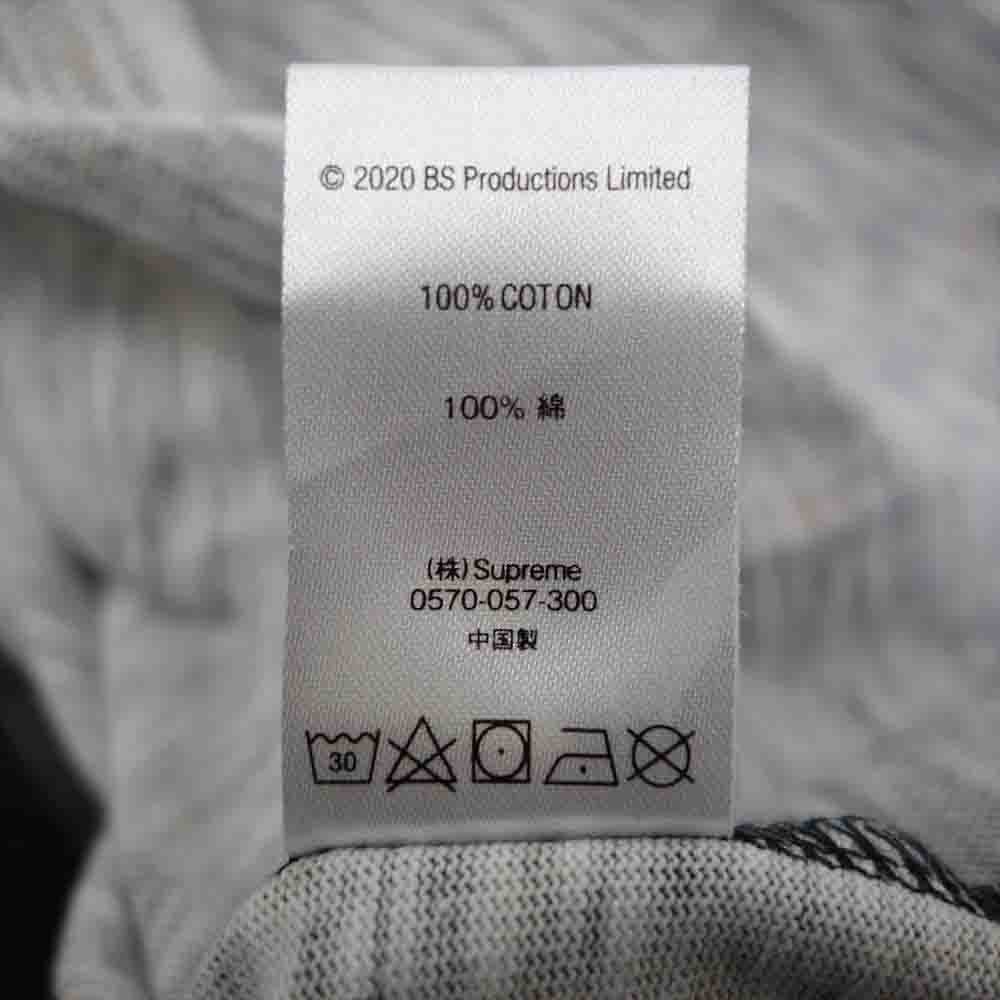 © 2020 BS Productions Limited
100% COTON
100% 綿
(株)Supreme
0570-057-300
中国製
30